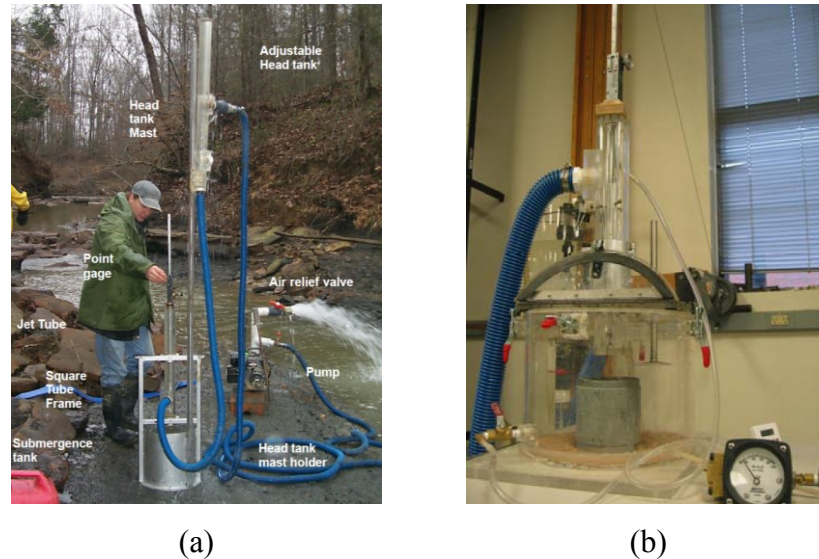 Adjustable
Head tank
Head
tank
Mast
Point
gage
Air relief valve
Jet Tube
Pump
Square
Tube
Frame
Submergence
tank
Head tank
mast holder
(a)
(b)